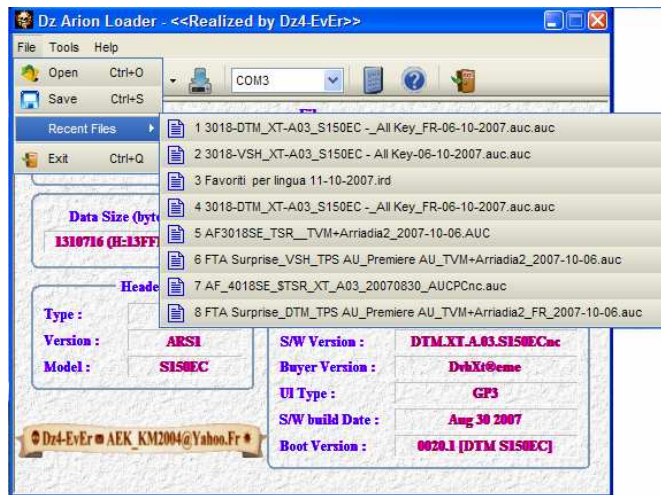 Dz Arion Loader - <<Realized by Dz4-EvEr>>
File Tools Help
Open Ctrl+O
Save Ctrl+S
Recent Files
Exit Ctrl+Q
COM3
1 3018-DTM_XT-A03_S150EC -_All Key_FR-06-10-2007.auc.auc
2 3018-VSH_XT-A03_S150EC - All Key-06-10-2007.auc.auc
3 Favoriti per lingua 11-10-2007.ird
4 3018-DTM_XT-A03_S150EC -_All Key_FR-06-10-2007.auc.auc
5 AF3018SE_TSR__TVM+Arriadia2_2007-10-06.AUC
6 FTA Surprise_VSH_TPS AU_Premiere AU_TVM+Arriadia2_2007-10-06.auc
7 AF_4018SE_$TSR_XT_A03_20070830_AUCPCnc.auc
8 FTA Surprise_DTM_TPS AU_Premiere AU_TVM+Arriadia2_FR_2007-10-06.auc
Data Size (byt
1310716 (H:13FF
Heade
Type :
Version : ARS1
Model : S150EC
S/W Version : DTM.XT.A.03.S150ECnc
Buyer Version : DvbXt®eme
UI Type : GP3
S/W build Date : Aug 30 2007
Boot Version : 0020.1 [DTM S150EC]
Dz4-EvEr AEK_KM2004@Yahoo.Fr